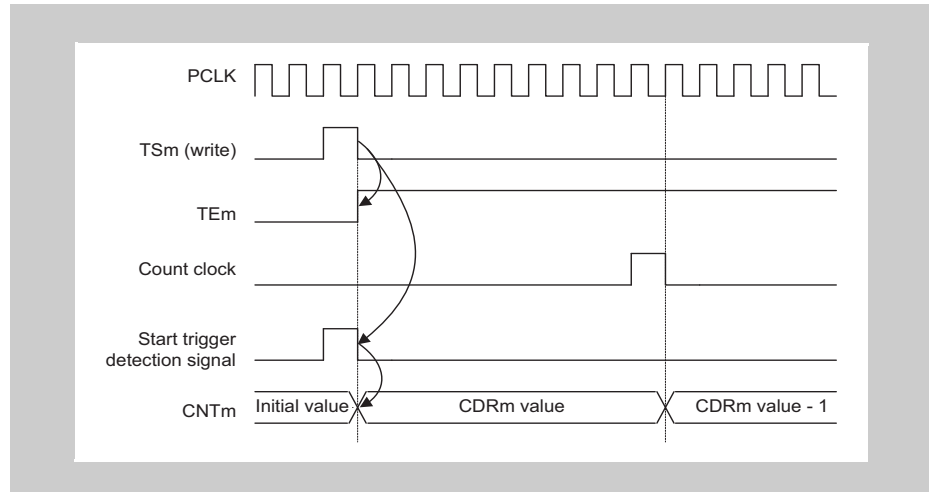 PCLK
TSm (write)
TEm
Count clock
Start trigger
detection signal
CNTm
Initial value
CDRm value
CDRm value - 1